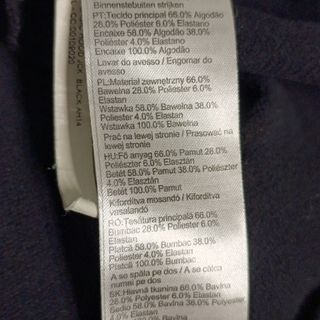 Binnenstebuiten strijken
PT:Tecido principal 66.0% Algodão
28.0% Poliéster 6.0% Elastano
Encaixe 58.0% Algodão 38.0%
Poliéster 4.0% Elastano
Encaixe 100.0% Algodão
Lavar do avesso / Engomar do
avesso
PL:Materiał zewnętrzny 66.0%
Bawełna 28.0% Poliester 6.0%
Elastan
Wstawka 58.0% Bawełna 38.0%
Poliester 4.0% Elastan
Wstawka 100.0% Bawełna
Prać na lewej stronie / Prasować na
lewej stronie
HU:Fő anyag 66.0% Pamut 28.0%
Poliészter 6.0% Elasztán
Betét 58.0% Pamut 38.0% Poliészter
4.0% Elasztán
Betét 100.0% Pamut
Kifordítva mosandó / Kifordítva
vasalandó
RO:Țesătura principală 66.0%
Bumbac 28.0% Poliester 6.0%
Elastan
Platcă 58.0% Bumbac 38.0%
Poliester 4.0% Elastan
Platcă 100.0% Bumbac
A se spăla pe dos / A se călca
numai pe dos
SK:Hlavná tkanina 66.0% Bavlna
28.0% Polyester 6.0% Elastan
Sedlo 58.0% Bavlna 38.0%
BLACK AH14